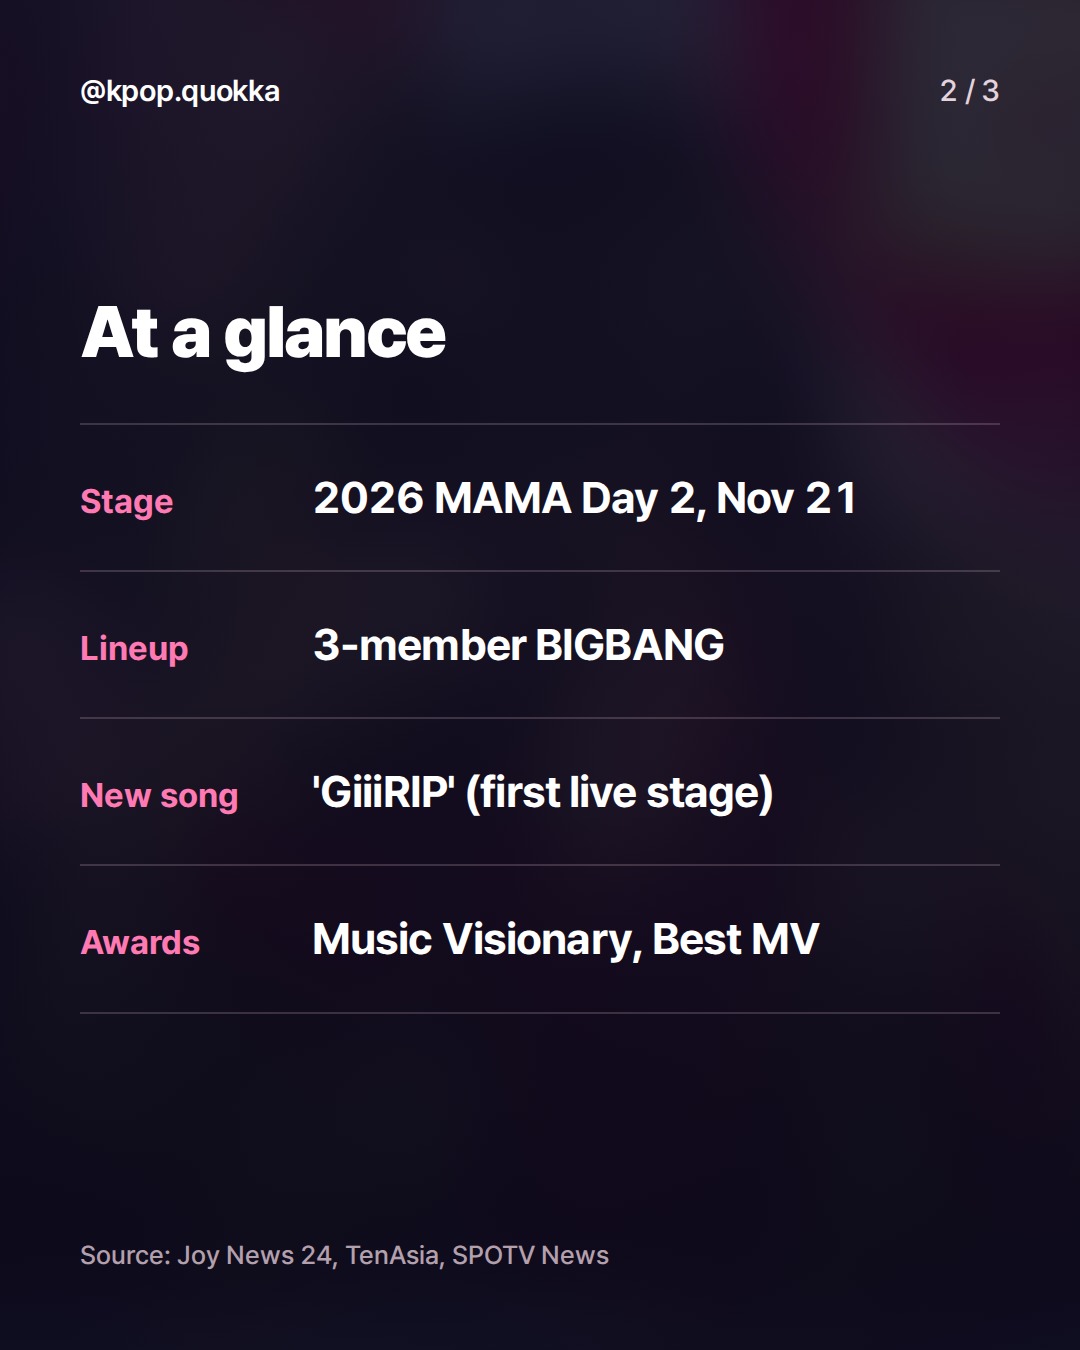 @kpop.quokka
2 / 3
At a glance
Stage
2026 MAMA Day 2, Nov 21
Lineup
3-member BIGBANG
New song
'GiiiRIP' (first live stage)
Awards
Music Visionary, Best MV
Source: Joy News 24, TenAsia, SPOTV News